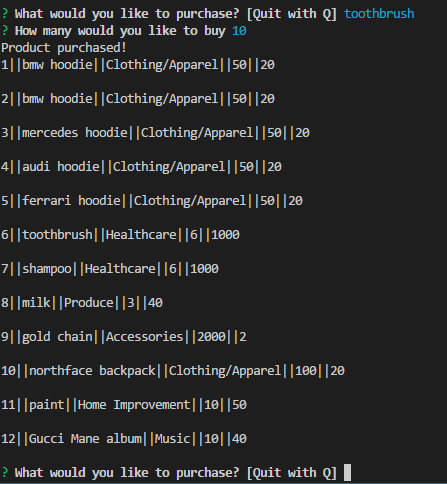 ? What would you like to purchase? [Quit with Q] toothbrush
? How many would you like to buy 10
Product purchased!
1||bmw hoodie||Clothing/Apparel||50||20
2||bmw hoodie||Clothing/Apparel||50||20
3||mercedes hoodie||Clothing/Apparel||50||20
4||audi hoodie||Clothing/Apparel||50||20
5||ferrari hoodie||Clothing/Apparel||50||20
6||toothbrush||Healthcare||6||1000
7||shampoo||Healthcare||6||1000
8||milk||Produce||3||40
9||gold chain||Accessories||2000||2
10||northface backpack||Clothing/Apparel||100||20
11||paint||Home Improvement||10||50
12||Gucci Mane album||Music||10||40
? What would you like to purchase? [Quit with Q]